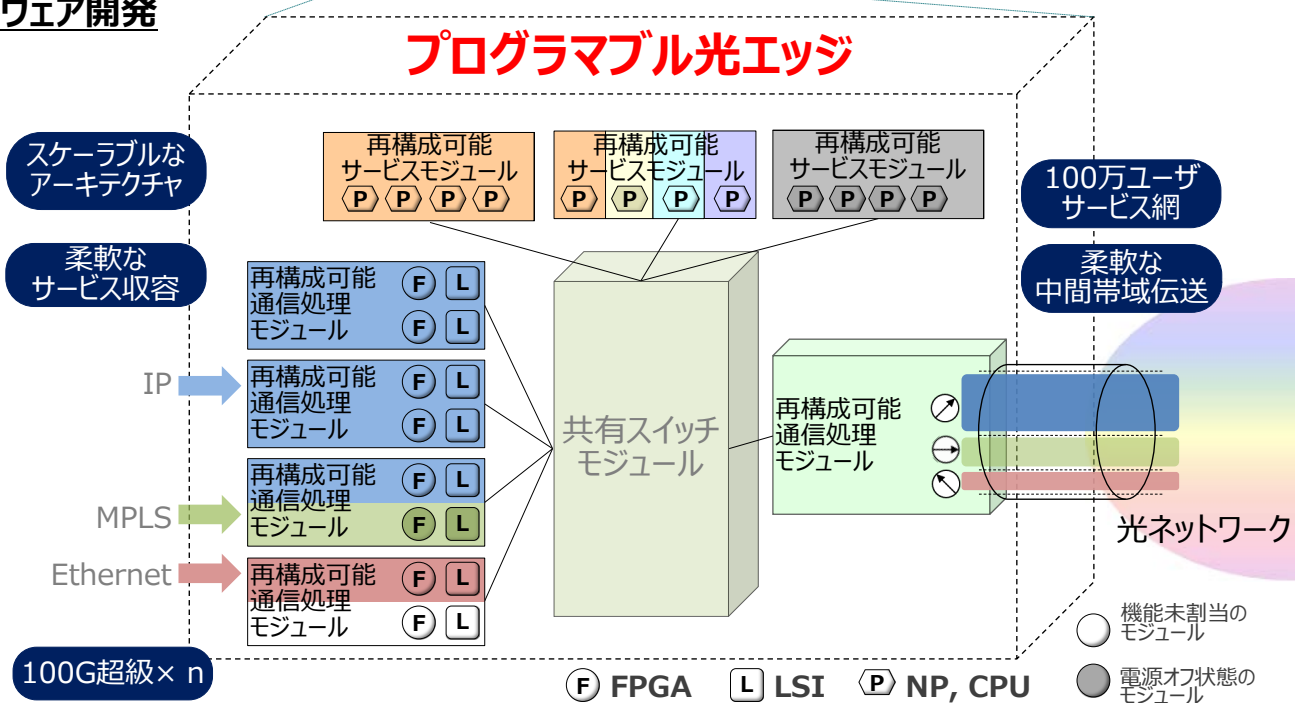 ウェア開発
プログラマブル光エッジ
スケーラブルな
アーキテクチャ
柔軟な
サービス収容
再構成可能
サービスモジュール
P P P P
再構成可能
サービスモジュール
P P P P
再構成可能
サービスモジュール
P P P P
100万ユーザ
サービス網
柔軟な
中間帯域伝送
再構成可能
通信処理
モジュール
F L
F L
IP
再構成可能
通信処理
モジュール
F L
F L
MPLS
再構成可能
通信処理
モジュール
F L
F L
Ethernet
再構成可能
通信処理
モジュール
F L
F L
共有スイッチ
モジュール
再構成可能
通信処理
モジュール
光ネットワーク
100G超級× n
F FPGA
L LSI
P NP, CPU
機能未割当の
モジュール
電源オフ状態の
モジュール